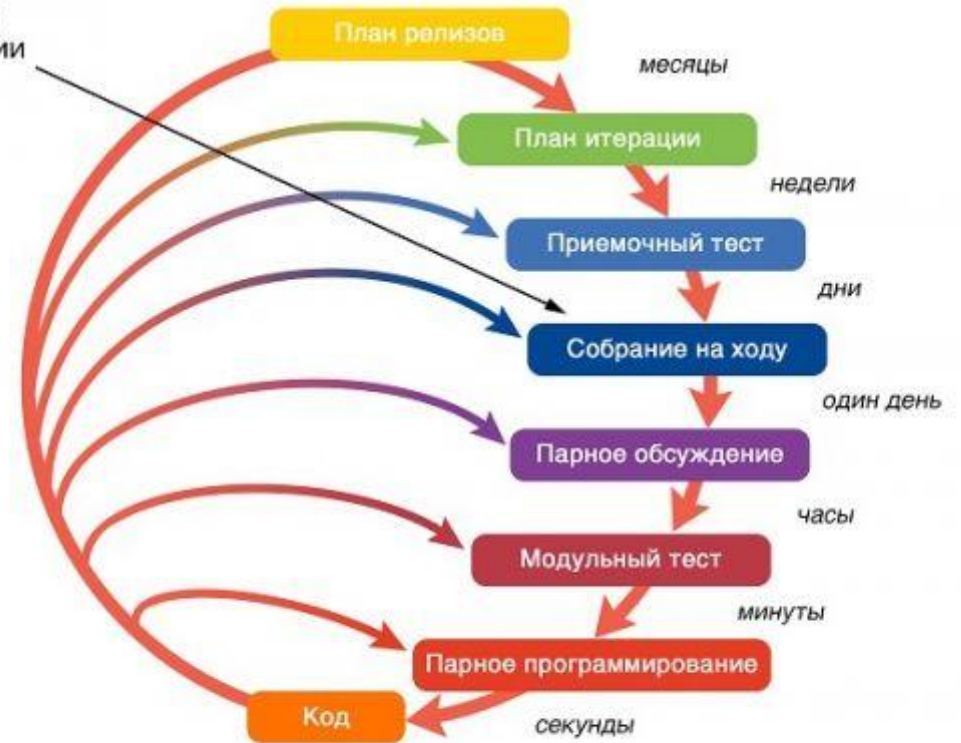 План релизов
ии
месяцы
План итерации
недели
Приемочный тест
дни
Собрание на ходу
один день
Парное обсуждение
часы
Модульный тест
минуты
Парное программирование
Код
секунды